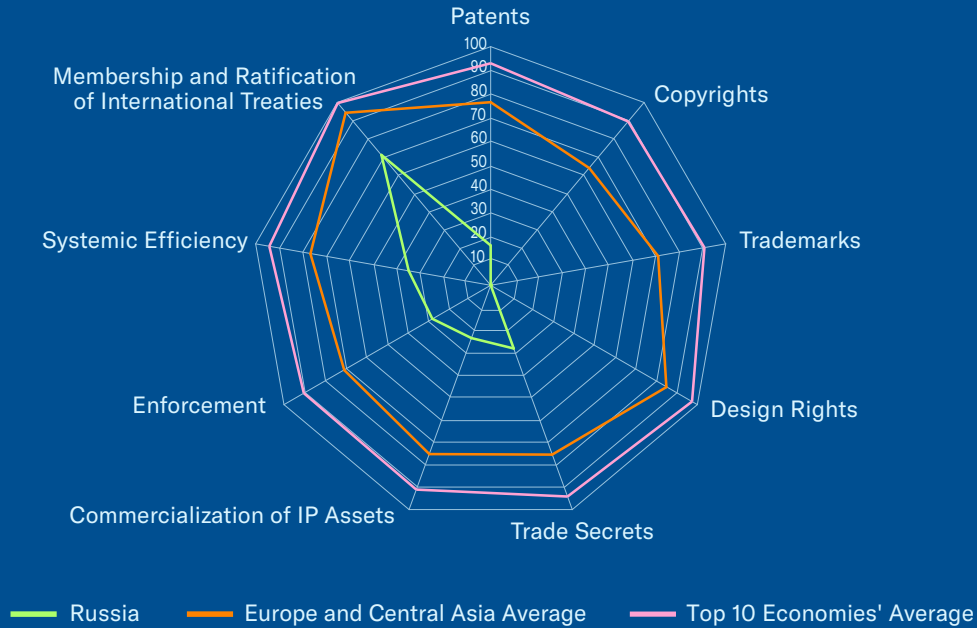 Patents
100
90
80
70
60
50
40
30
20
10
Membership and Ratification
of International Treaties
Copyrights
Systemic Efficiency
Trademarks
Enforcement
Design Rights
Commercialization of IP Assets
Trade Secrets
Russia
Europe and Central Asia Average
Top 10 Economies' Average